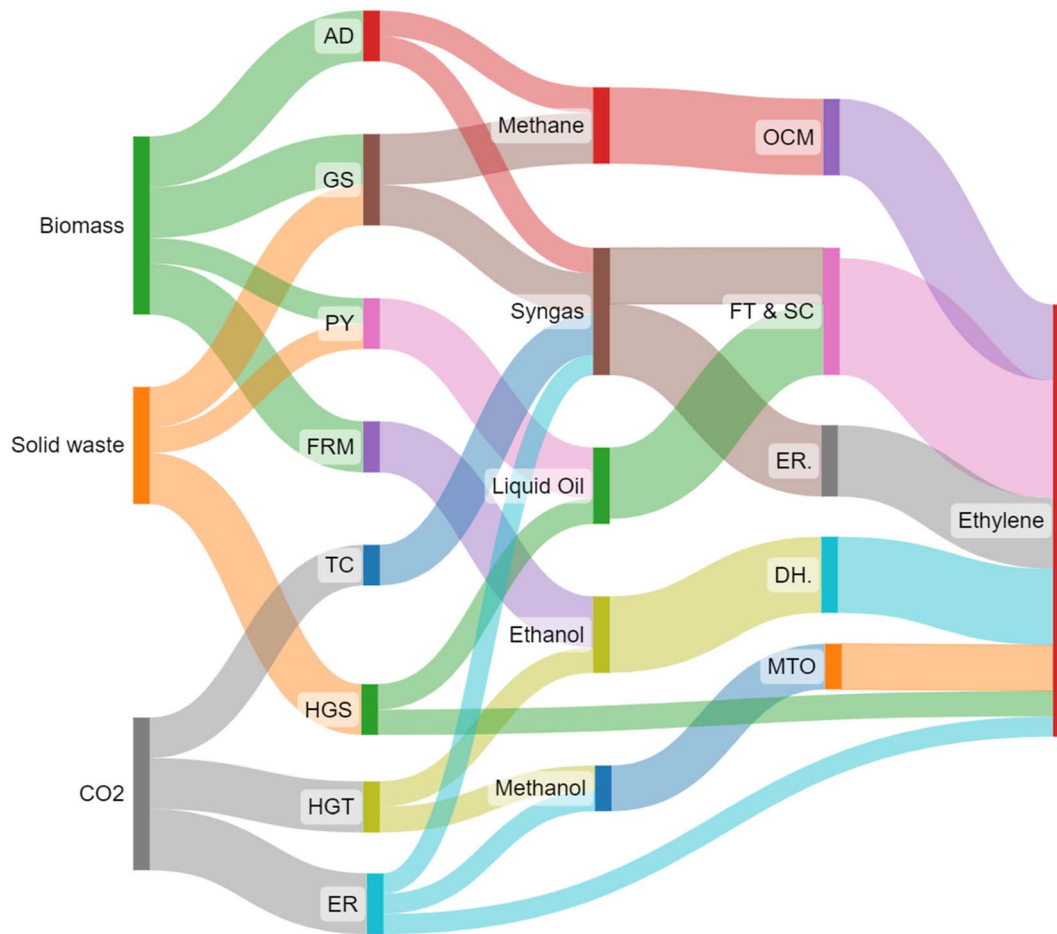 AD
Methane
OCM
GS
Biomass
Syngas
FT & SC
PY
Solid waste
FRM
Liquid Oil
ER.
Ethylene
TC
DH.
Ethanol
MTO
HGS
Methanol
CO2
HGT
ER